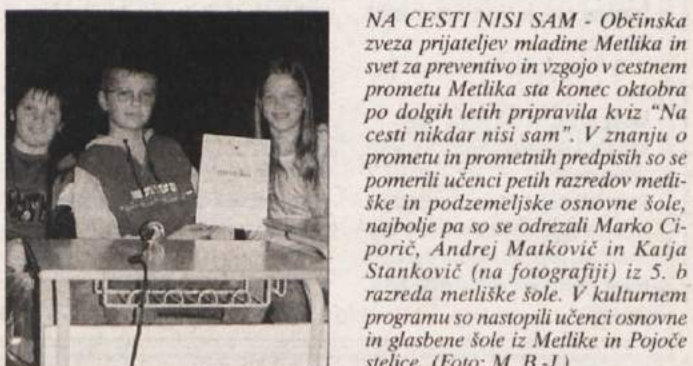 NA CESTI NISI SAM - Občinska
zveza prijateljev mladine Metlika in
svet za preventivo in vzgojo v cestnem
prometu Metlika sta konec oktobra
po dolgih letih pripravila kviz “Na
cesti nikdar nisi sam”. V znanju o
prometu in prometnih predpisih so se
pomerili učenci petih razredov metli-
ške in podzemeljske osnovne šole,
najbolje pa so se odrezali Marko Ci-
porič, Andrej Matkovič in Katja
Stankovič (na fotografiji) iz 5. b
razreda metliške šole. V kulturnem
programu so nastopili učenci osnovne
in glasbene šole iz Metlike in Pojoče
stelice. (Foto: M. B.-J.)